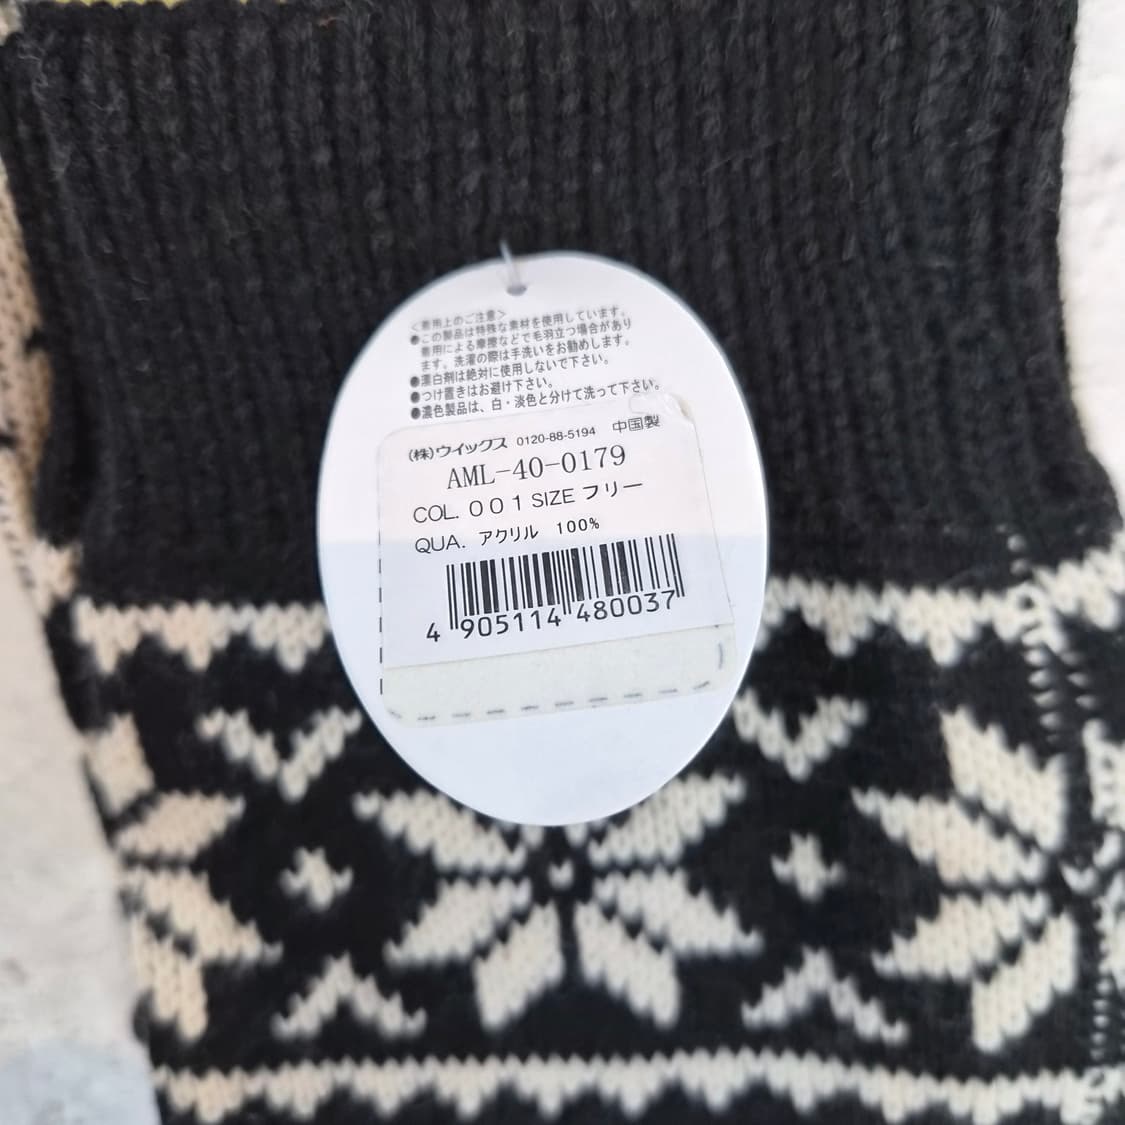 ＜着用上のご注意＞
●この製品は特殊な素材を使用しています。
着用による摩擦などで毛羽立つ場合があり
ます。洗濯の際は手洗いをお勧めします。
●漂白剤は絶対に使用しないで下さい。
●つけ置きはお避け下さい。
●濃色製品は、白・淡色と分けて洗って下さい。
(株)ウイックス 0120-88-5194 中国製
AML-40-0179
COL. 001 SIZE フリー
QUA. アクリル 100%
4 905114 480037